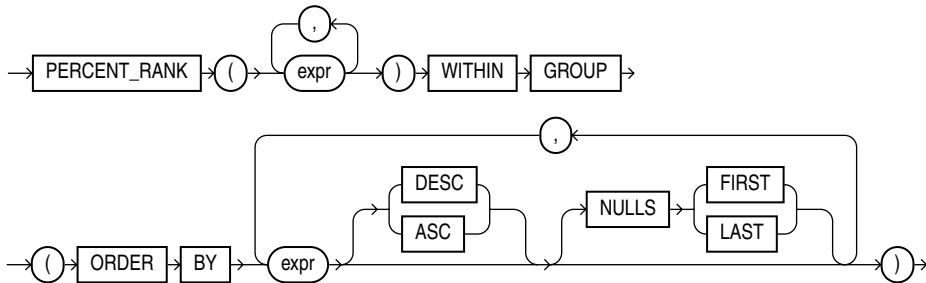 ,
PERCENT_RANK ( expr ) WITHIN GROUP
,
DESC FIRST
NULLS
ASC LAST
( ORDER BY expr )